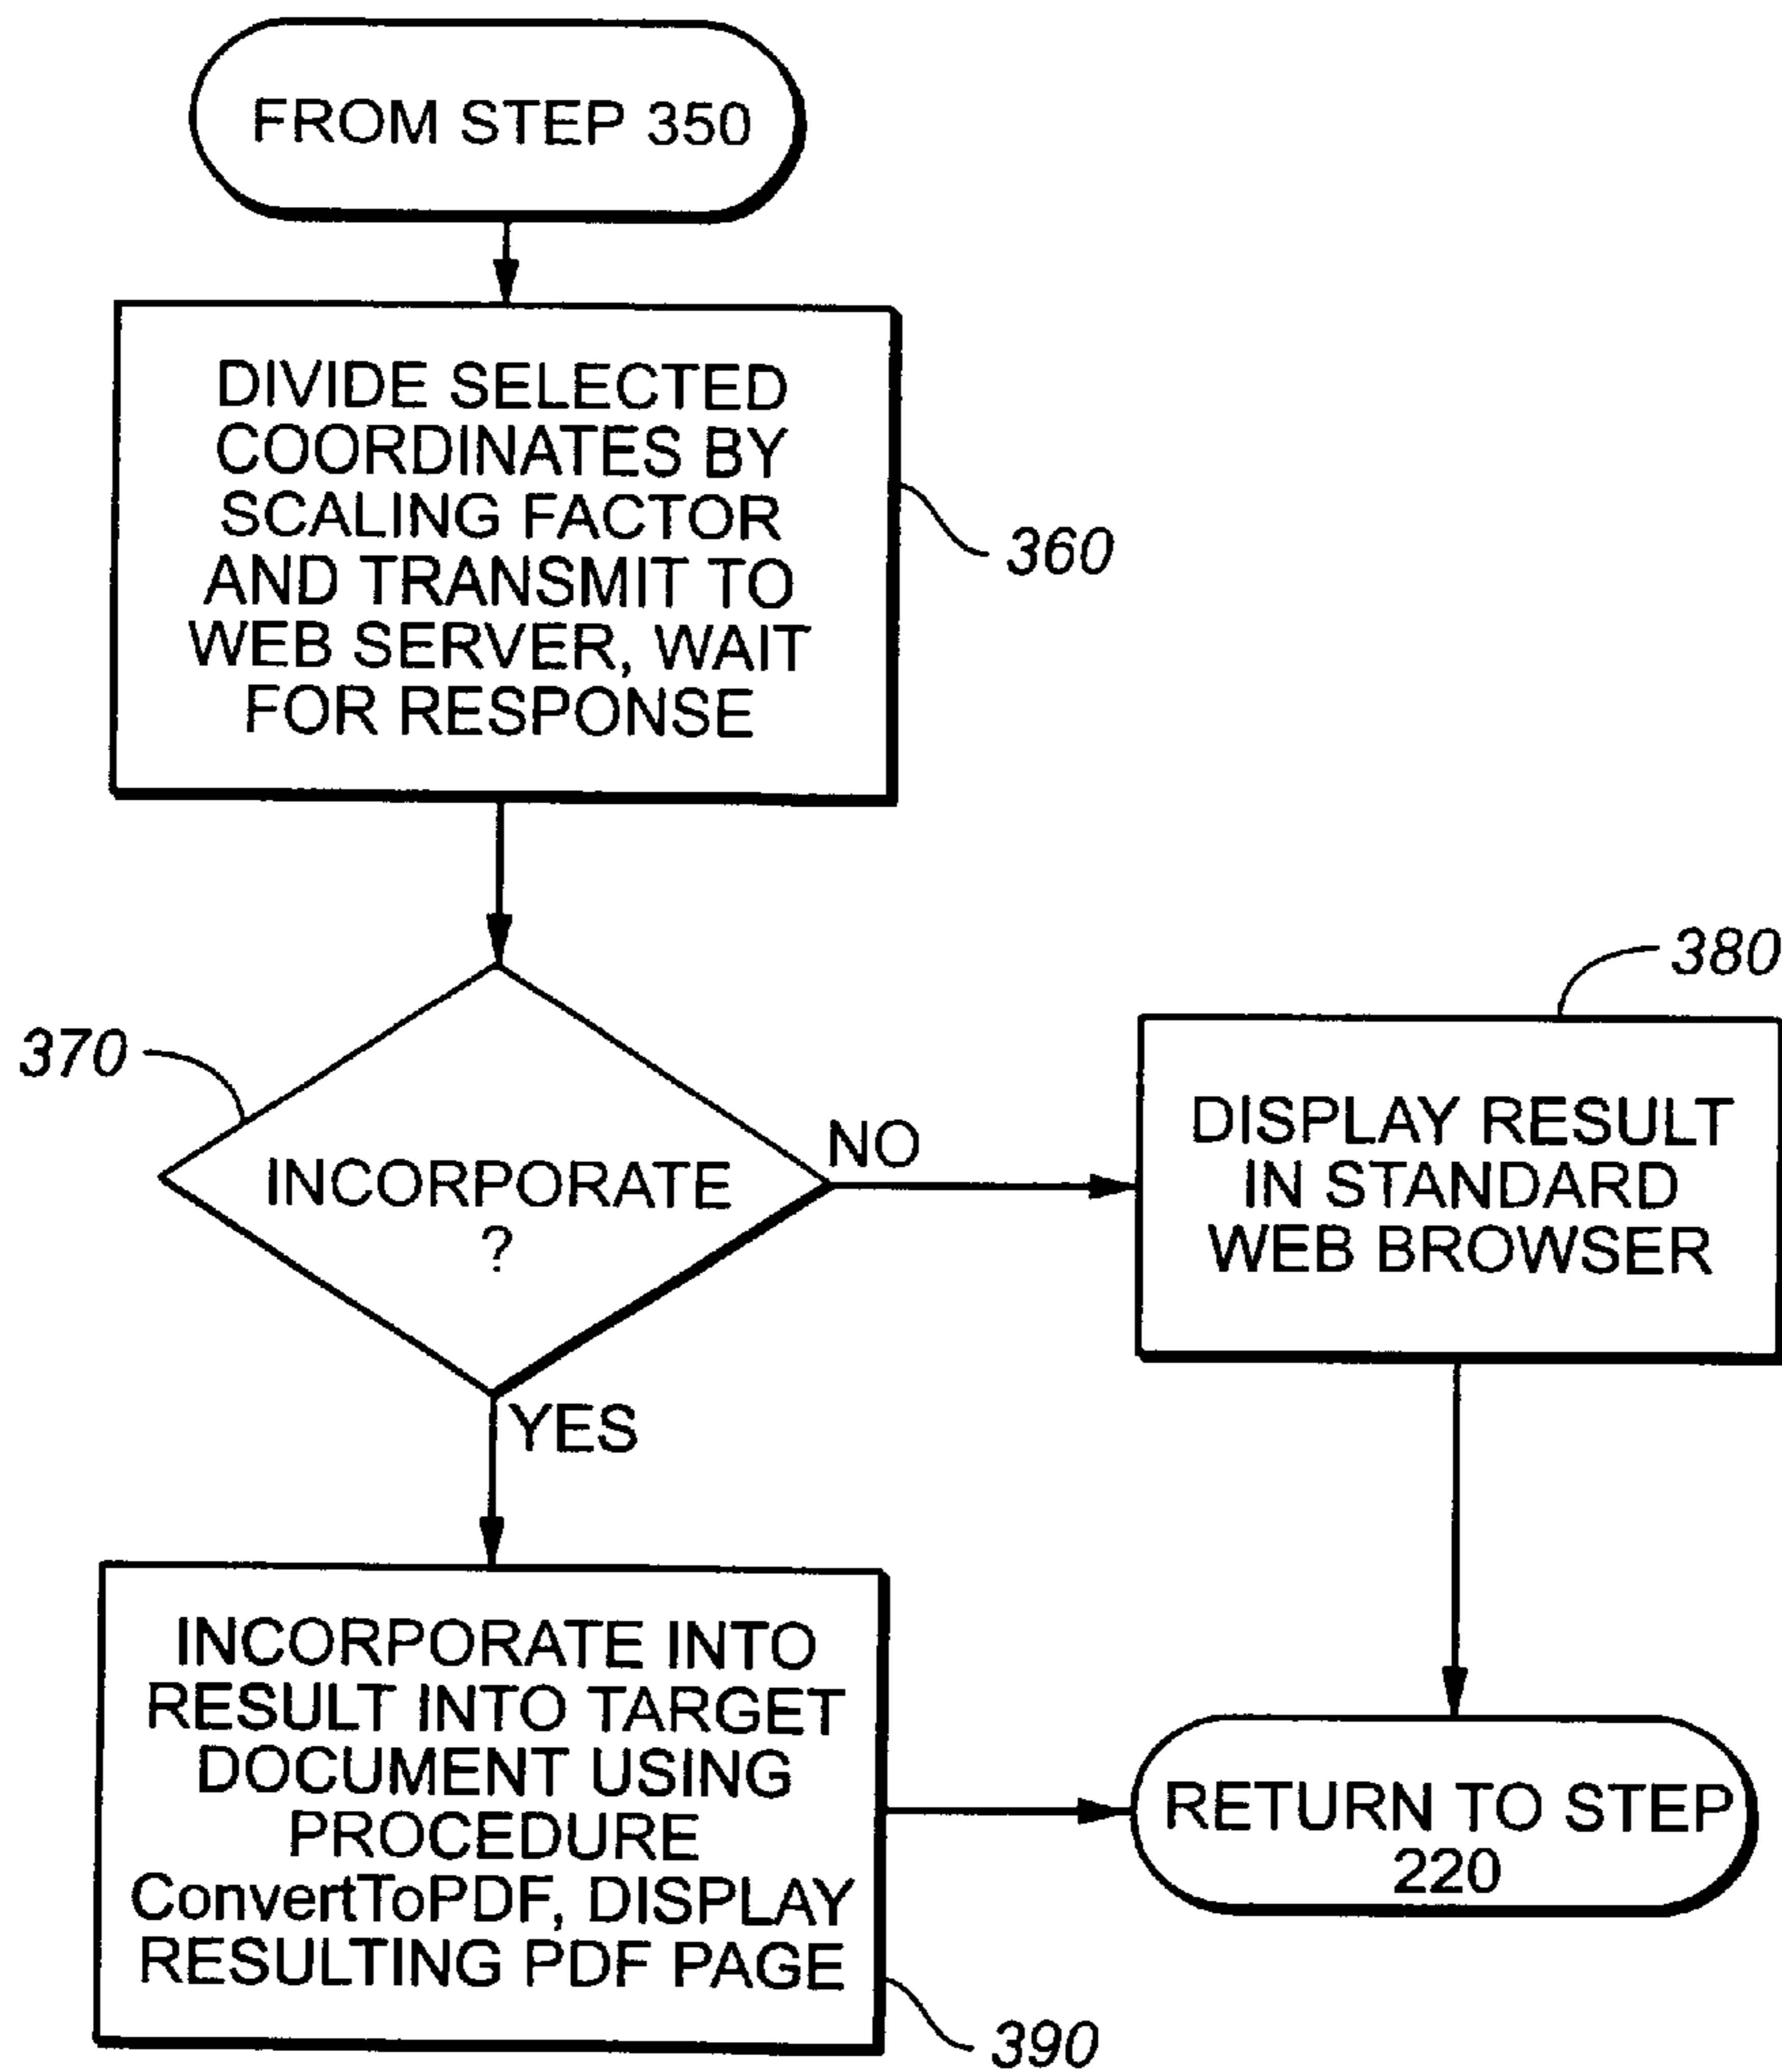 FROM STEP 350
DIVIDE SELECTED
COORDINATES BY
SCALING FACTOR
AND TRANSMIT TO
WEB SERVER, WAIT
FOR RESPONSE
360
370
INCORPORATE
?
NO
YES
380
DISPLAY RESULT
IN STANDARD
WEB BROWSER
INCORPORATE INTO
RESULT INTO TARGET
DOCUMENT USING
PROCEDURE
ConvertToPDF, DISPLAY
RESULTING PDF PAGE
390
RETURN TO STEP
220